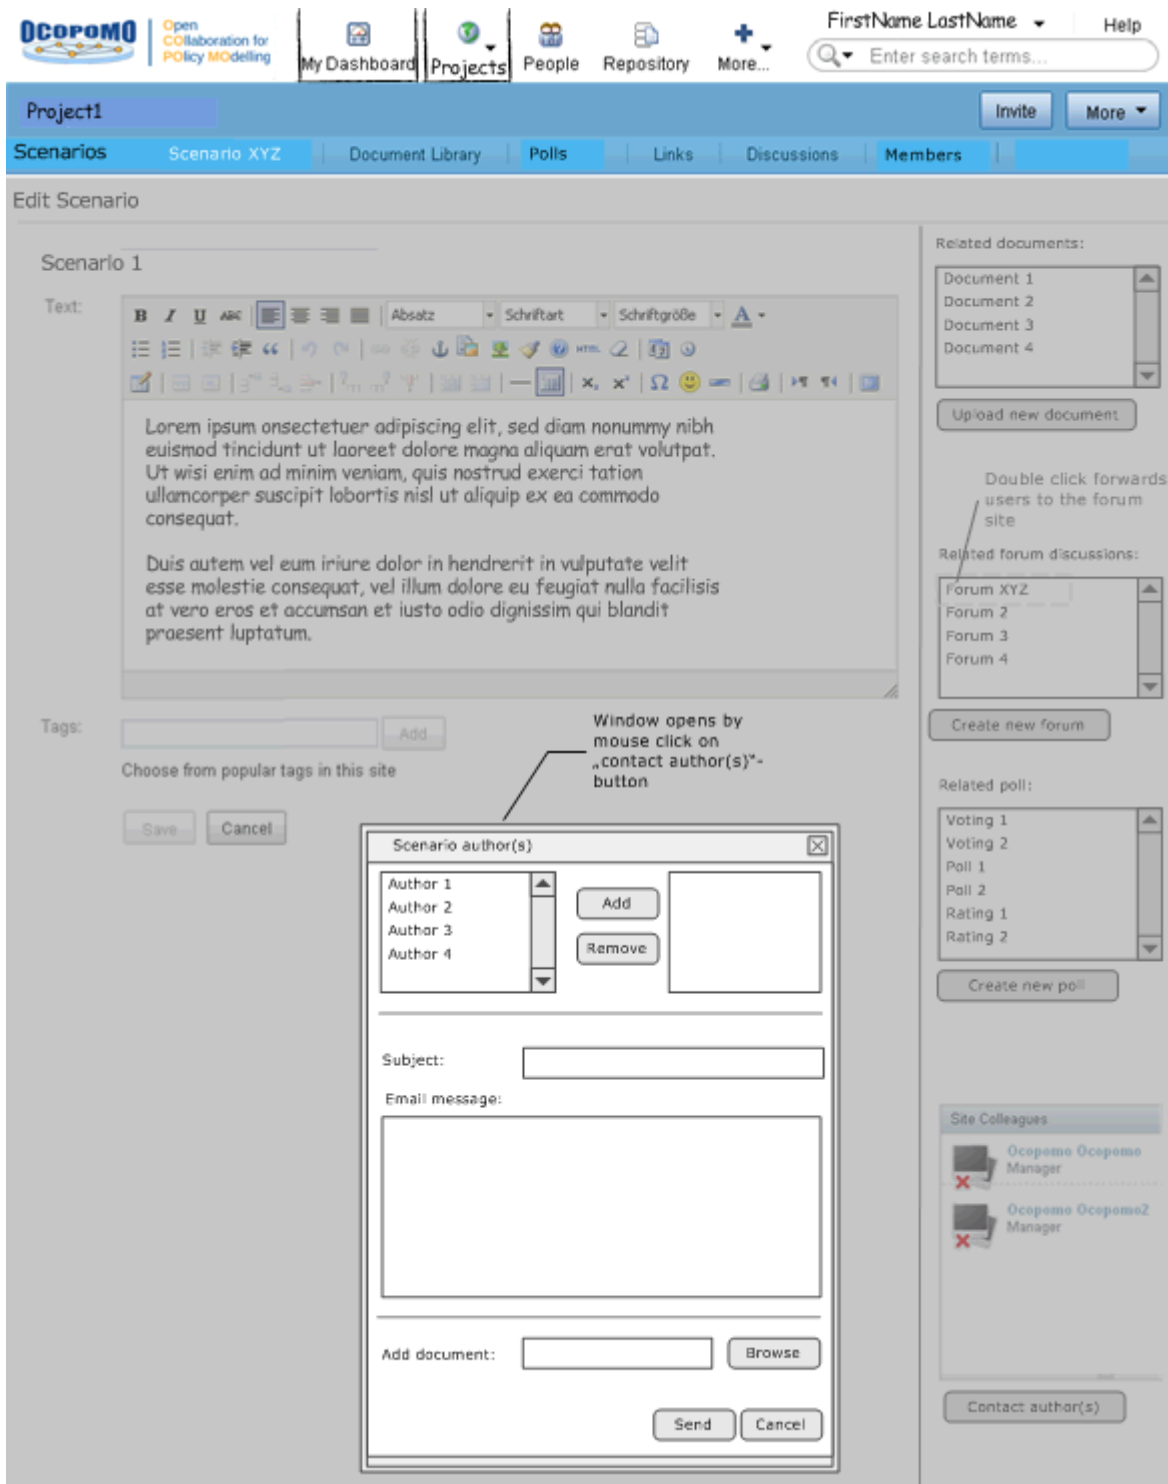 OCOPOMO
Open
COllaboration for
POlicy MOdelling
My Dashboard
Projects
People
Repository
More...
FirstName LastName
Help
Enter search terms...
Project1
Invite
More
Scenarios
Scenario XYZ
Document Library
Polls
Links
Discussions
Members
Edit Scenario
Scenario 1
Text:
B I U ABC
Absatz
Schriftart
Schriftgröße
A
HTML
Lorem ipsum onsectetuer adipiscing elit, sed diam nonummy nibh
euismod tincidunt ut laoreet dolore magna aliquam erat volutpat.
Ut wisi enim ad minim veniam, quis nostrud exerci tation
ullamcorper suscipit lobortis nisl ut aliquip ex ea commodo
consequat.
Duis autem vel eum iriure dolor in hendrerit in vulputate velit
esse molestie consequat, vel illum dolore eu feugiat nulla facilisis
at vero eros et accumsan et iusto odio dignissim qui blandit
praesent luptatum.
Tags:
Add
Choose from popular tags in this site
Save
Cancel
Window opens by
mouse click on
„contact author(s)“-
button
Scenario author(s)
Author 1
Author 2
Author 3
Author 4
Add
Remove
Subject:
Email message:
Add document:
Browse
Send
Cancel
Related documents:
Document 1
Document 2
Document 3
Document 4
Upload new document
Double click forwards
users to the forum
site
Related forum discussions:
Forum XYZ
Forum 2
Forum 3
Forum 4
Create new forum
Related poll:
Voting 1
Voting 2
Poll 1
Poll 2
Rating 1
Rating 2
Create new poll
Site Colleagues
Ocopomo Ocopomo
Manager
Ocopomo Ocopomo2
Manager
Contact author(s)